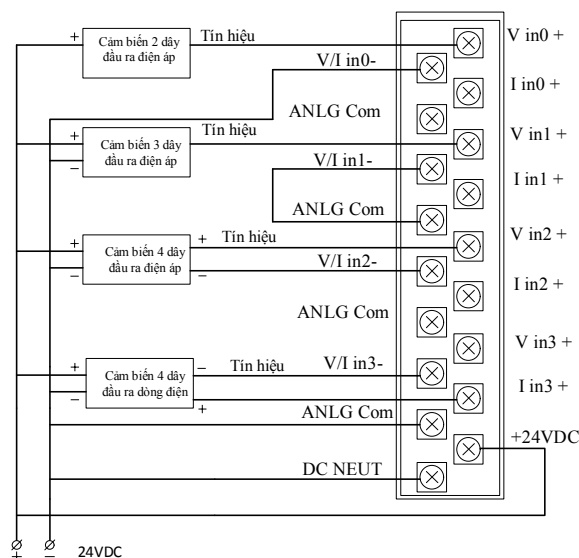 +
Cảm biến 2 dây
đầu ra điện áp
Tín hiệu
V in0 +
V/I in0-
I in0 +
ANLG Com
Tín hiệu
V in1 +
+
Cảm biến 3 dây
đầu ra điện áp
–
V/I in1-
I in1 +
ANLG Com
V in2 +
+
Cảm biến 4 dây
đầu ra điện áp
+
Tín hiệu
–
–
V/I in2-
I in2 +
ANLG Com
V in3 +
+
Cảm biến 4 dây
đầu ra dòng điện
–
Tín hiệu
V/I in3-
I in3 +
–
+
ANLG Com
+24VDC
DC NEUT
+
–
24VDC